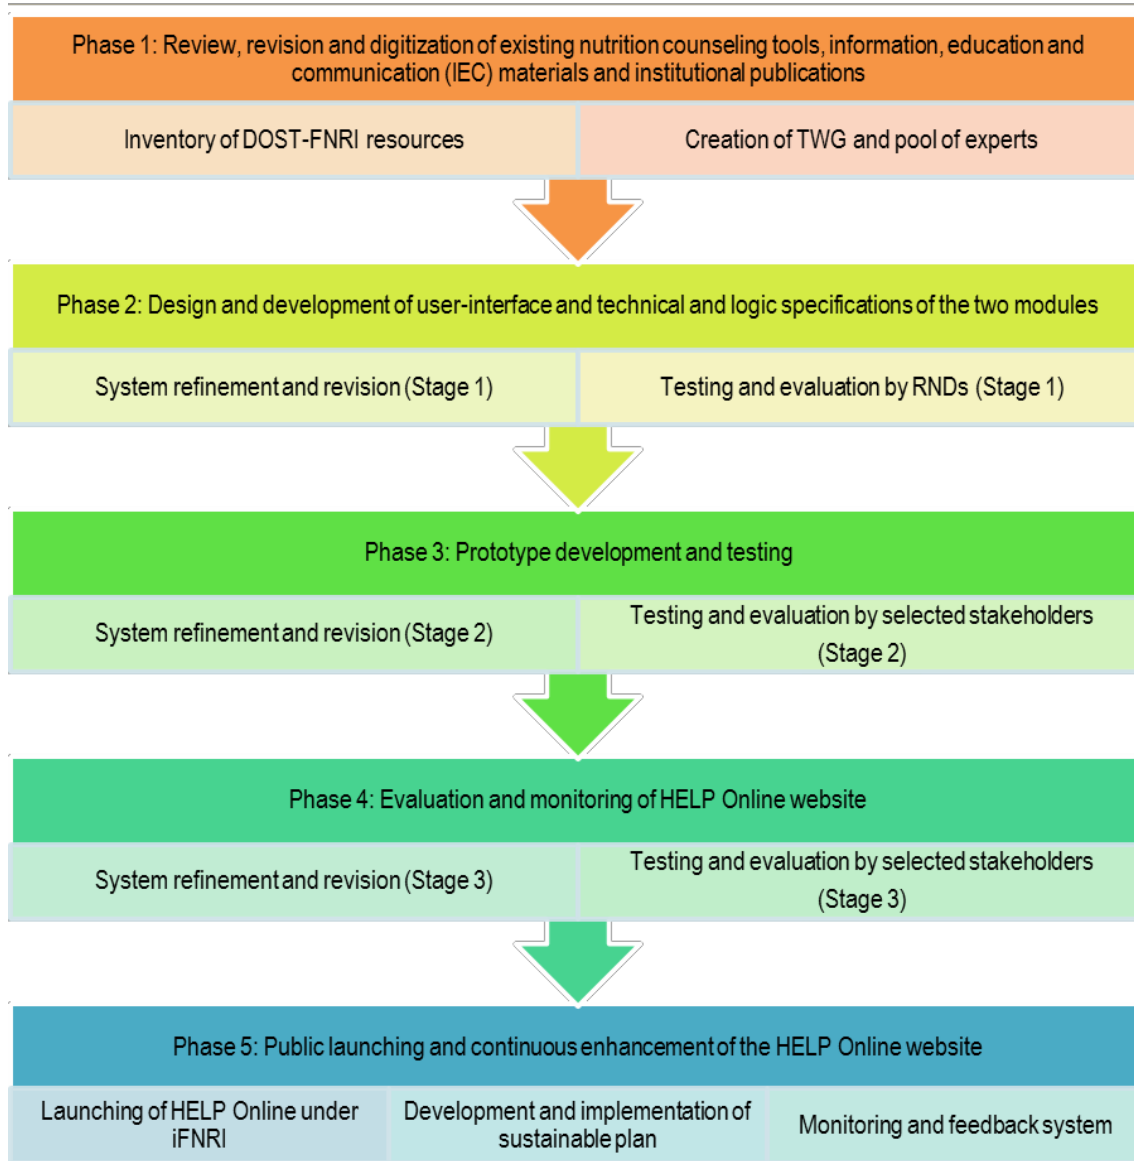 Phase 1: Review, revision and digitization of existing nutrition counseling tools, information, education and
communication (IEC) materials and institutional publications
Inventory of DOST-FNRI resources
Creation of TWG and pool of experts
Phase 2: Design and development of user-interface and technical and logic specifications of the two modules
System refinement and revision (Stage 1)
Testing and evaluation by RNDs (Stage 1)
Phase 3: Prototype development and testing
System refinement and revision (Stage 2)
Testing and evaluation by selected stakeholders
(Stage 2)
Phase 4: Evaluation and monitoring of HELP Online website
System refinement and revision (Stage 3)
Testing and evaluation by selected stakeholders
(Stage 3)
Phase 5: Public launching and continuous enhancement of the HELP Online website
Launching of HELP Online under
iFNRI
Development and implementation of
sustainable plan
Monitoring and feedback system